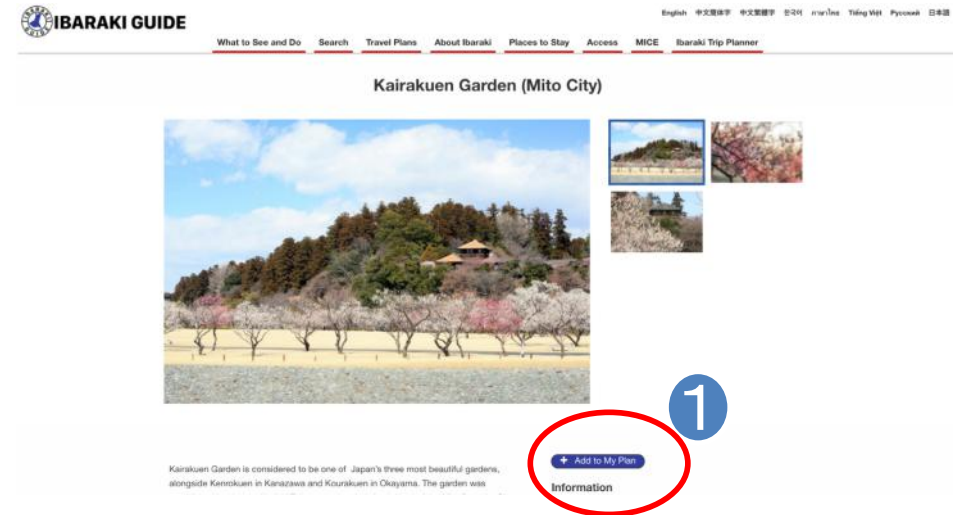 English 中文簡体字 中文繁體字 한국어 ภาษาไทย Tiếng Việt Русский 日本語
IBARAKI GUIDE
What to See and Do Search Travel Plans About Ibaraki Places to Stay Access MICE Ibaraki Trip Planner
Kairakuen Garden (Mito City)
1
+ Add to My Plan
Kairakuen Garden is considered to be one of Japan's three most beautiful gardens,
alongside Kenrokuen in Kanazawa and Kourakuen in Okayama. The garden was
Information